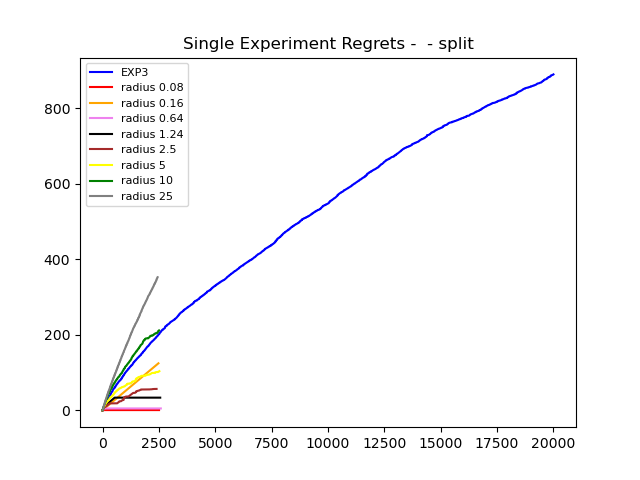 Single Experiment Regrets -  - split
EXP3
radius 0.08
radius 0.16
radius 0.64
radius 1.24
radius 2.5
radius 5
radius 10
radius 25
800
600
400
200
0
0 2500 5000 7500 10000 12500 15000 17500 20000